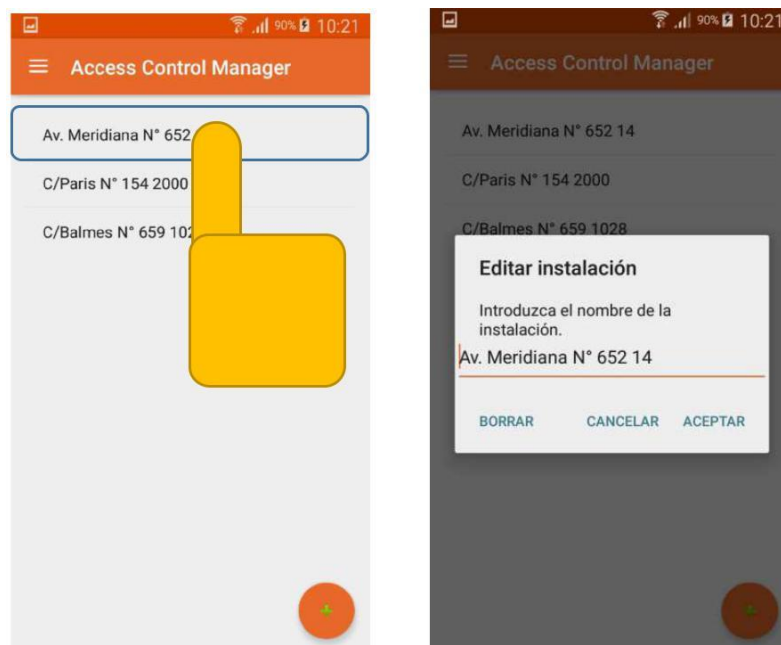 90% 10:21
Access Control Manager
Av. Meridiana N° 652
C/Paris N° 154 2000
C/Balmes N° 659
90% 10:21
Access Control Manager
Av. Meridiana N° 652 14
C/Paris N° 154 2000
C/Balmes N° 659 1028
Editar instalación
Introduzca el nombre de la
instalación.
Av. Meridiana N° 652 14
BORRAR CANCELAR ACEPTAR